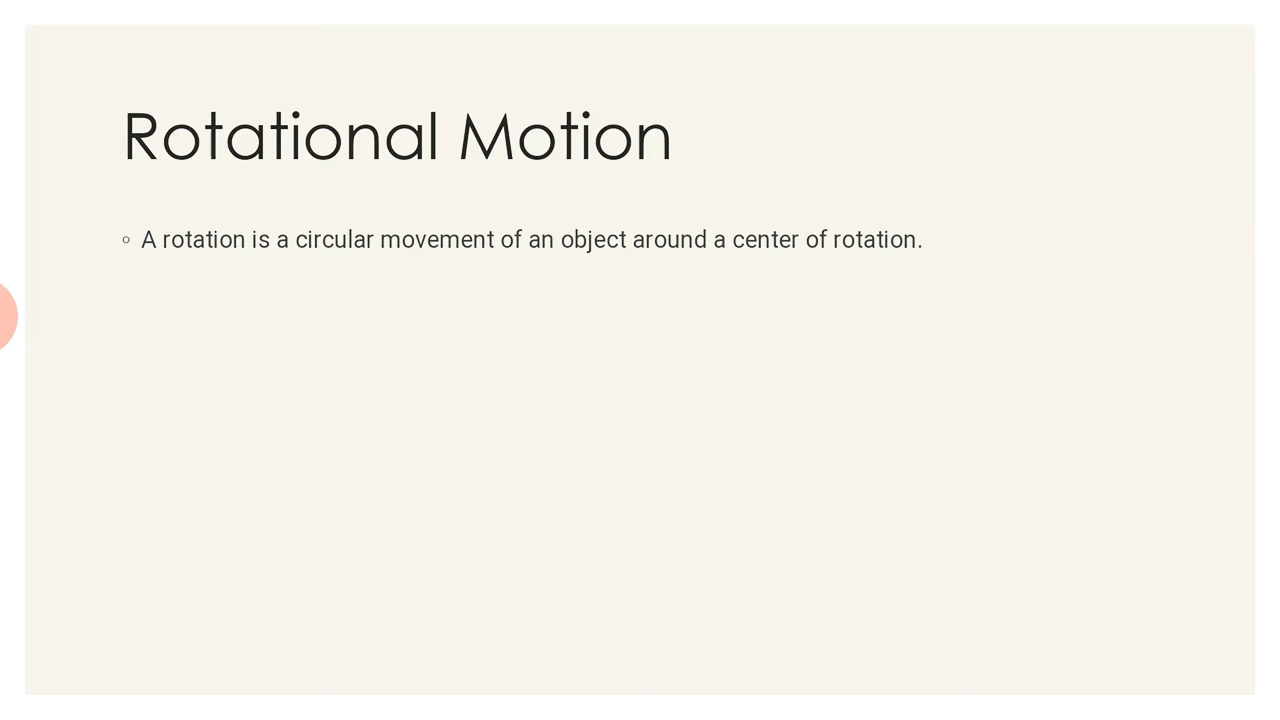 Rotational Motion
◦ A rotation is a circular movement of an object around a center of rotation.